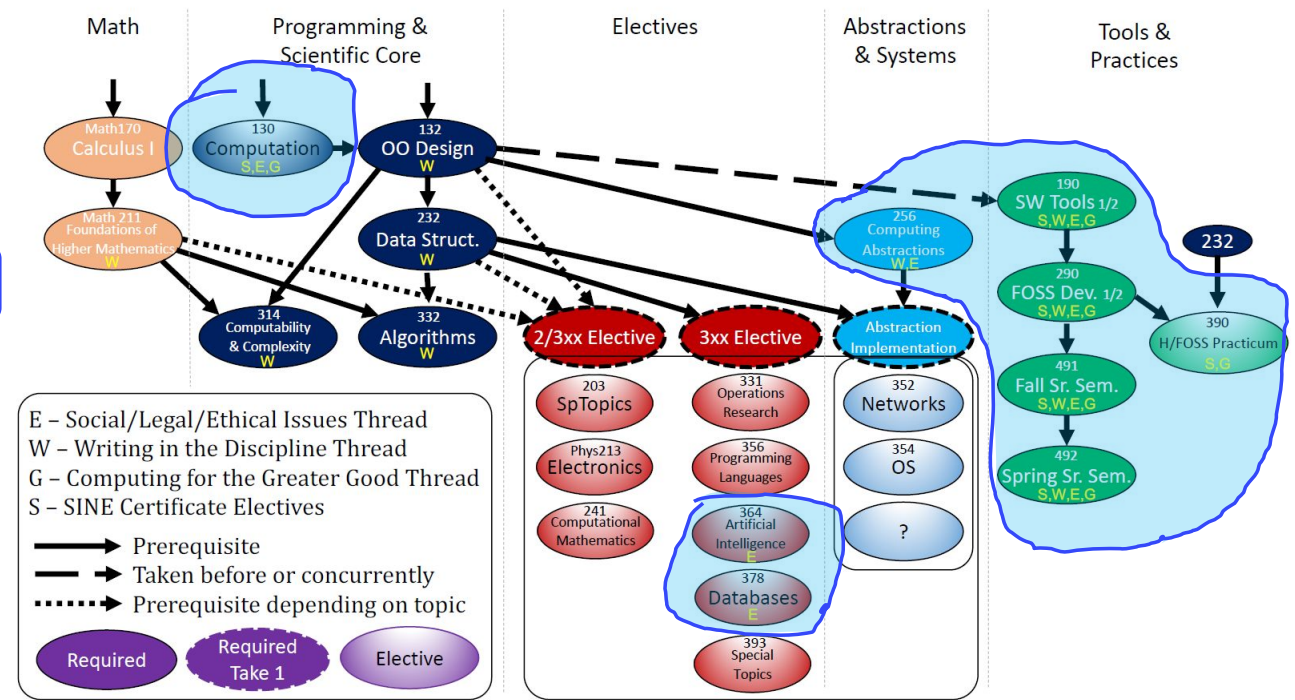 Math
Programming &
Scientific Core
Electives
Abstractions
& Systems
Tools &
Practices
Math170
Calculus I
130
Computation
S,E,G
132
OO Design
W
190
SW Tools 1/2
S,W,E,G
Math 211
Foundations of
Higher Mathematics
W
232
Data Struct.
W
256
Computing
Abstractions
W,E
232
290
FOSS Dev. 1/2
S,W,E,G
314
Computability
& Complexity
W
332
Algorithms
W
2/3xx Elective
3xx Elective
Abstraction
Implementation
390
H/FOSS Practicum
S,G
203
SpTopics
331
Operations
Research
352
Networks
491
Fall Sr. Sem.
S,W,E,G
Phys213
Electronics
356
Programming
Languages
354
OS
492
Spring Sr. Sem.
S,W,E,G
241
Computational
Mathematics
364
Artificial
Intelligence
E
?
378
Databases
E
393
Special
Topics
E – Social/Legal/Ethical Issues Thread
W – Writing in the Discipline Thread
G – Computing for the Greater Good Thread
S – SINE Certificate Electives
Prerequisite
Taken before or concurrently
Prerequisite depending on topic
Required
Required
Take 1
Elective